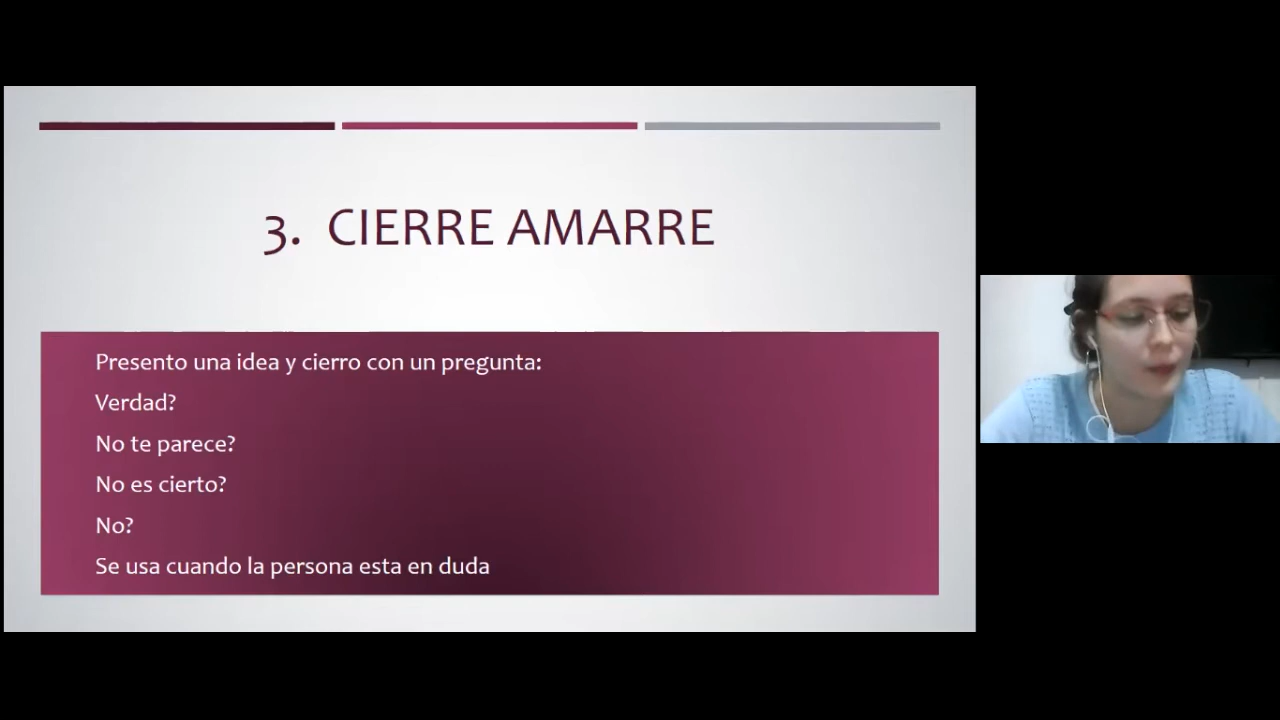 3. CIERRE AMARRE
Presento una idea y cierro con un pregunta:
Verdad?
No te parece?
No es cierto?
No?
Se usa cuando la persona esta en duda